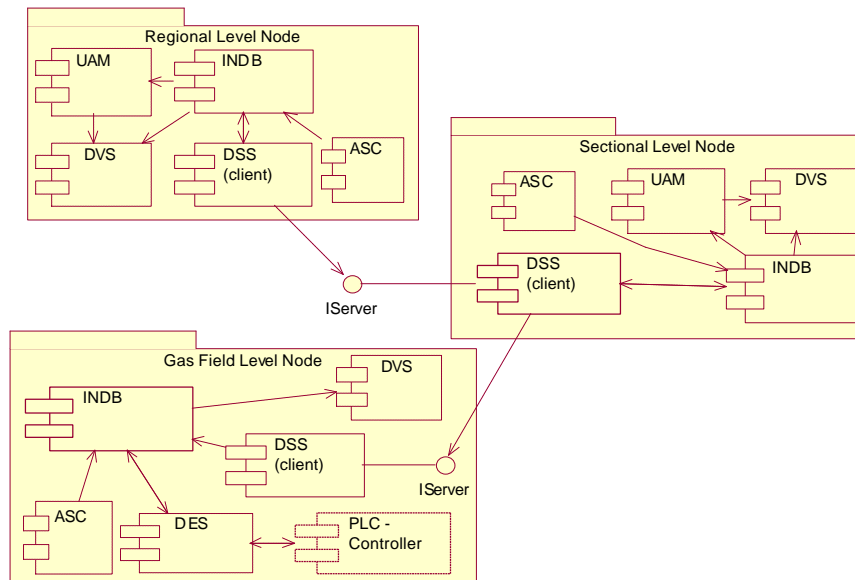 Regional Level Node
UAM
INDB
DVS
DSS
(client)
ASC
Sectional Level Node
ASC
UAM
DVS
INDB
DSS
(client)
IServer
Gas Field Level Node
DVS
INDB
DSS
(client)
IServer
ASC
DES
PLC -
Controller